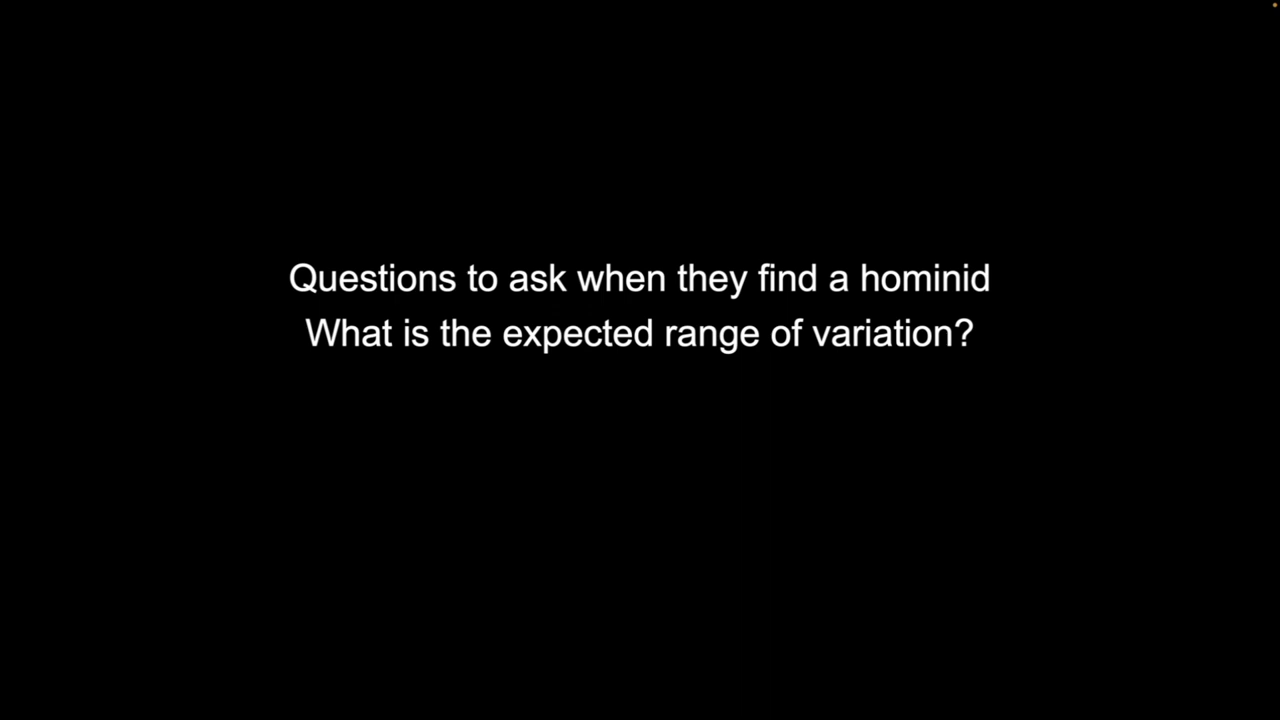 Questions to ask when they find a hominid
What is the expected range of variation?